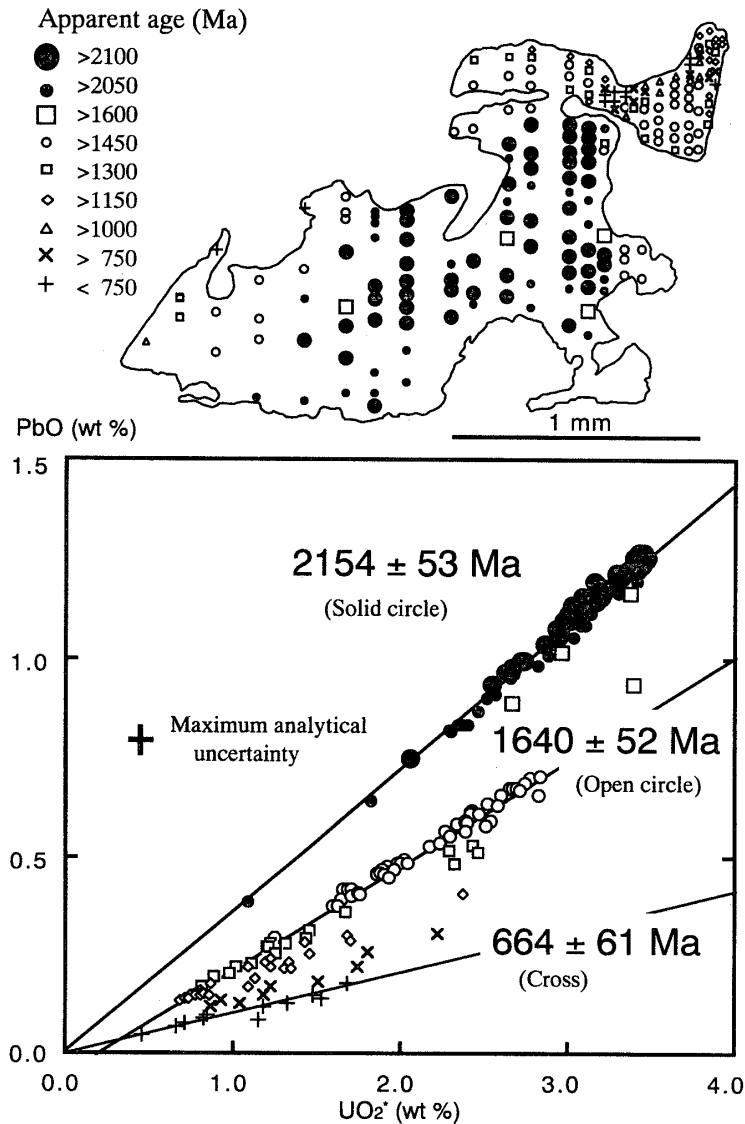 Apparent age (Ma)
>2100
>2050
>1600
>1450
>1300
>1150
>1000
> 750
< 750
1 mm
PbO (wt %)
1.5
2154 ± 53 Ma
(Solid circle)
1.0
Maximum analytical
uncertainty
1640 ± 52 Ma
(Open circle)
0.5
664 ± 61 Ma
(Cross)
0.0
0.0 1.0 2.0 3.0 4.0
UO2* (wt %)